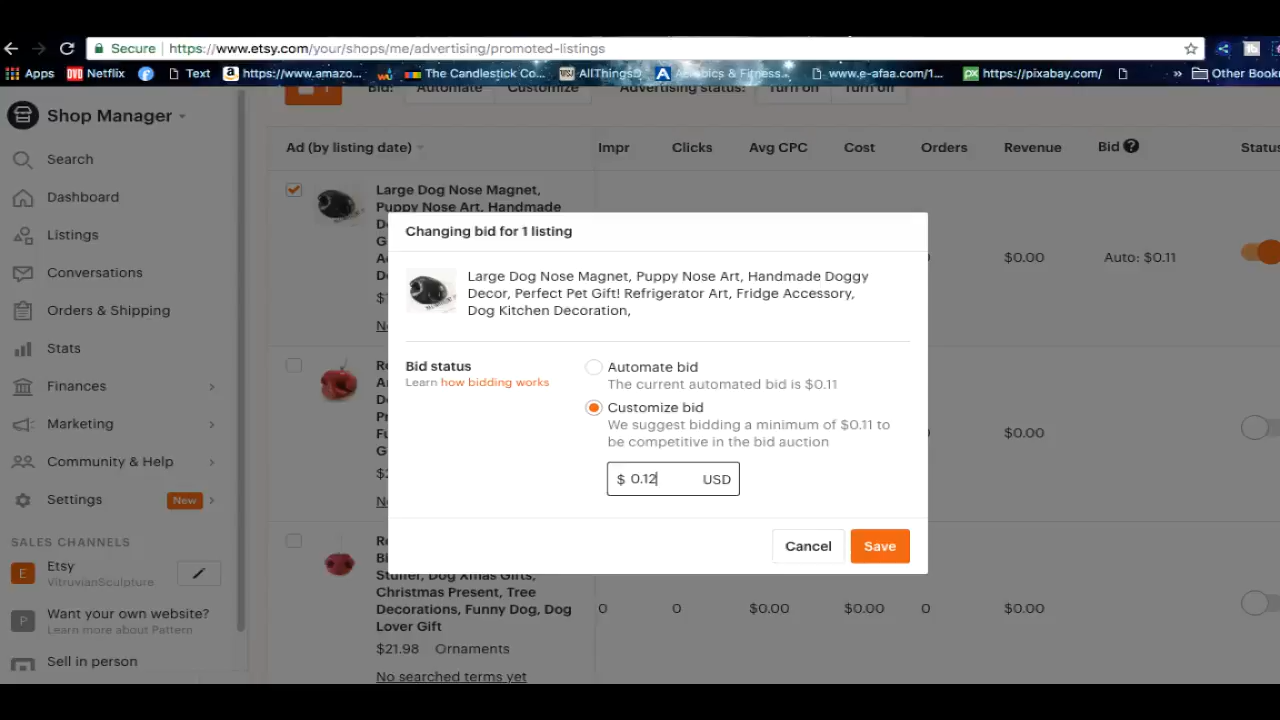 Secure https://www.etsy.com/your/shops/me/advertising/promoted-listings
Apps Netflix Text https://www.amazo... The Candlestick Co... AllThingsD Aerobics & Fitness... www.e-afaa.com/1... https://pixabay.com/ » Other Book
Shop Manager
Search
Dashboard
Listings
Conversations
Orders & Shipping
Stats
Finances
Marketing
Community & Help
Settings New
SALES CHANNELS
E Etsy
VitruvianSculpture
P Want your own website?
Learn more about Pattern
Sell in person
1 Bid: Automate Customize Advertising status: Turn on Turn off
Ad (by listing date) Impr Clicks Avg CPC Cost Orders Revenue Bid ? Status
Large Dog Nose Magnet,
Puppy Nose Art, Handmade
$0.00 Auto: $0.11
$0.00
Stuffer, Dog Xmas Gifts,
Christmas Present, Tree
Decorations, Funny Dog, Dog
Lover Gift
0 0 $0.00 $0.00 0 $0.00
$21.98 Ornaments
No searched terms yet
Changing bid for 1 listing
Large Dog Nose Magnet, Puppy Nose Art, Handmade Doggy
Decor, Perfect Pet Gift! Refrigerator Art, Fridge Accessory,
Dog Kitchen Decoration,
Bid status
Learn how bidding works
Automate bid
The current automated bid is $0.11
Customize bid
We suggest bidding a minimum of $0.11 to
be competitive in the bid auction
$ 0.12 USD
Cancel Save